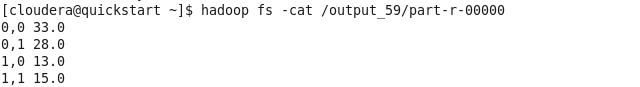 [cloudera@quickstart ~]$ hadoop fs -cat /output_59/part-r-00000
0,0 33.0
0,1 28.0
1,0 13.0
1,1 15.0